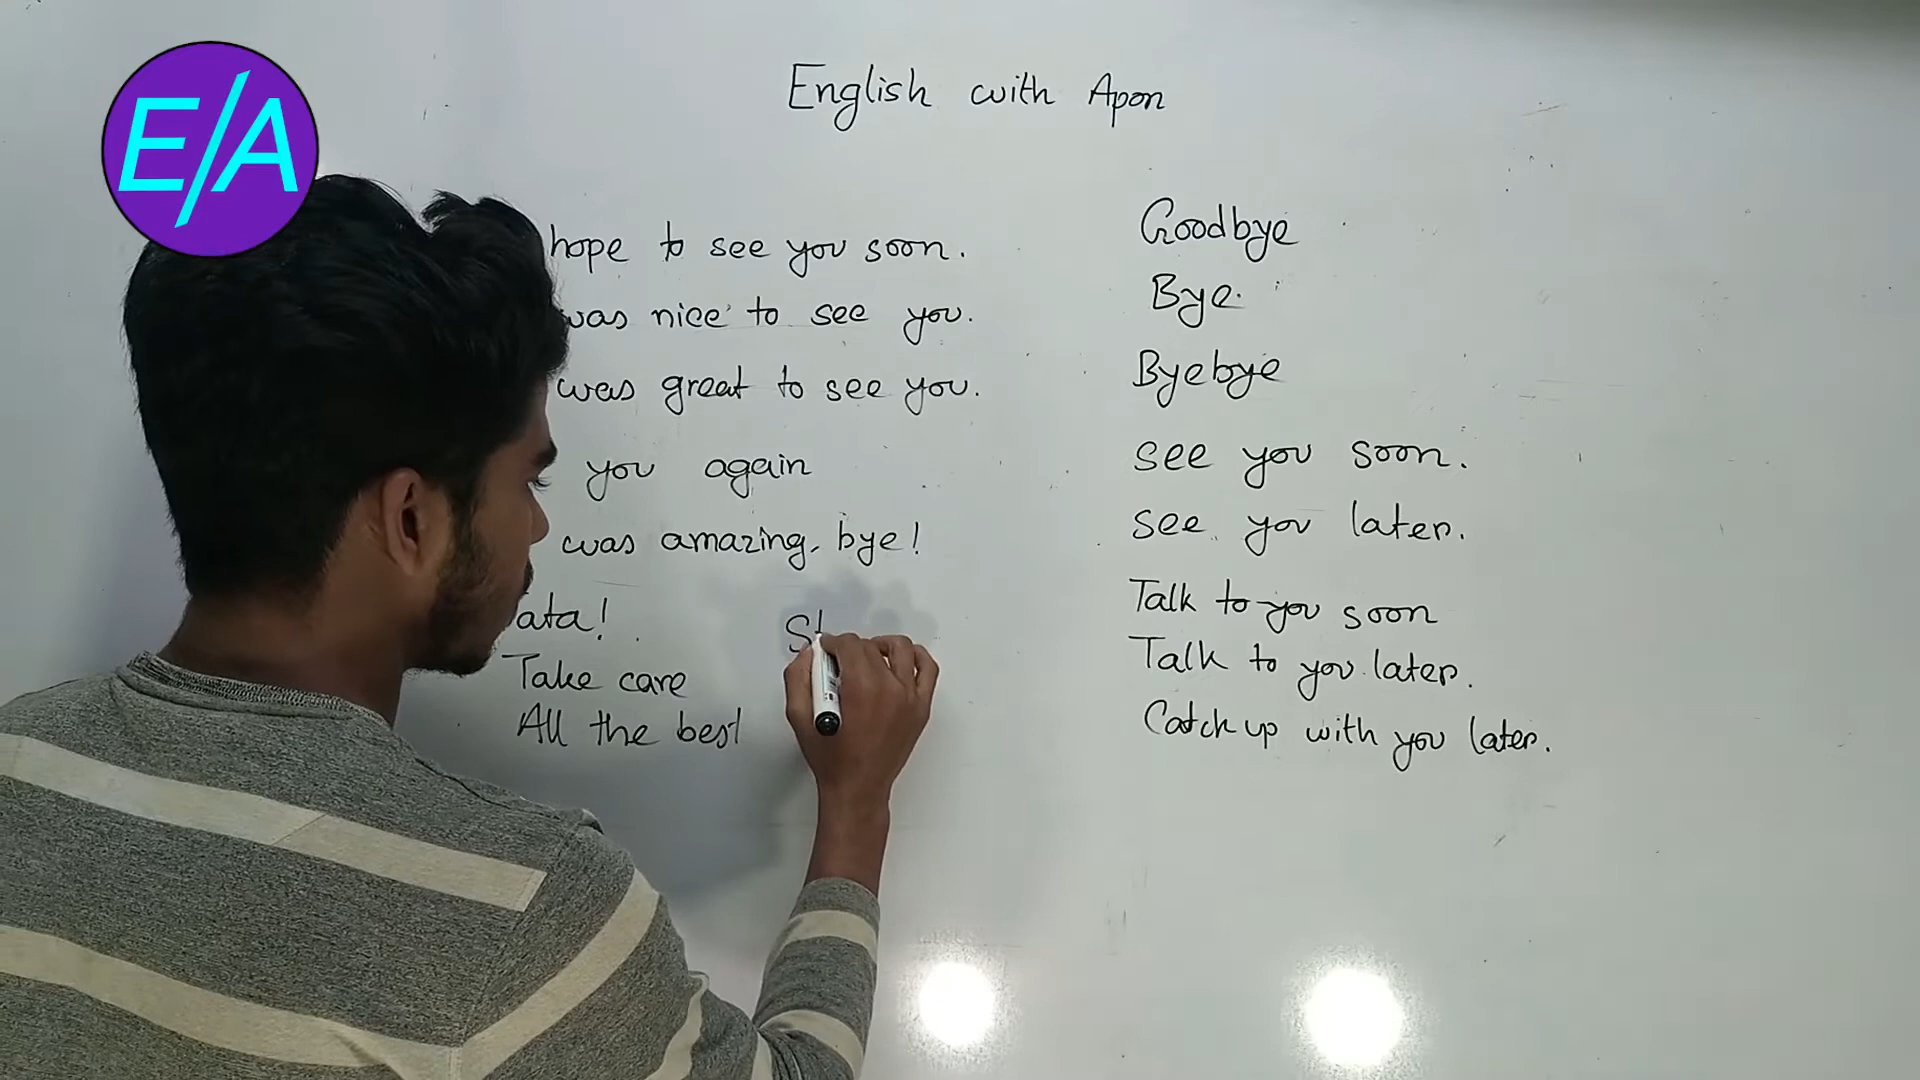 E/A
English with Apon
hope to see you soon.
was nice to see you.
was great to see you.
you again
was amazing, bye!
ata!
St
Take care
All the best
Goodbye
Bye.
Byebye
see you soon.
see you later.
Talk to you soon
Talk to you later.
Catch up with you later.